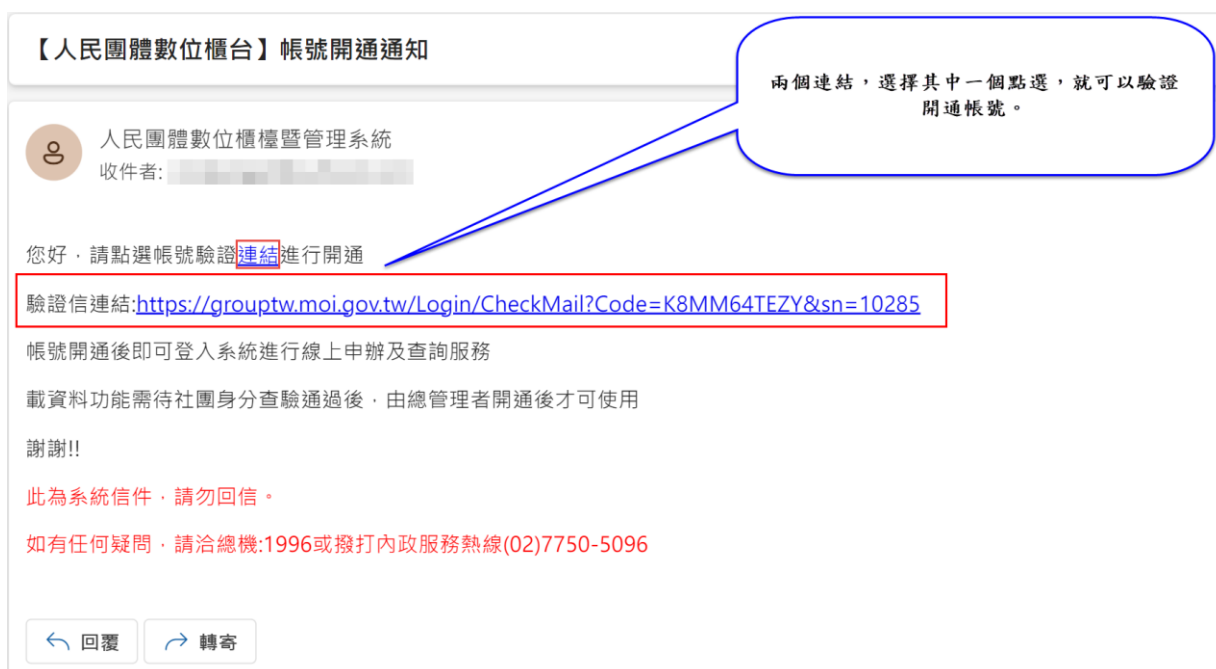 【人民團體數位櫃台】帳號開通通知
兩個連結，選擇其中一個點選，就可以驗證
開通帳號。
人民團體數位櫃檯暨管理系統
收件者:
您好，請點選帳號驗證連結進行開通
驗證信連結:https://grouptw.moi.gov.tw/Login/CheckMail?Code=K8MM64TEZY&sn=10285
帳號開通後即可登入系統進行線上申辦及查詢服務
載資料功能需待社團身分查驗通過後，由總管理者開通後才可使用
謝謝!!
此為系統信件，請勿回信。
如有任何疑問，請洽總機:1996或撥打內政服務熱線(02)7750-5096
回覆
轉寄